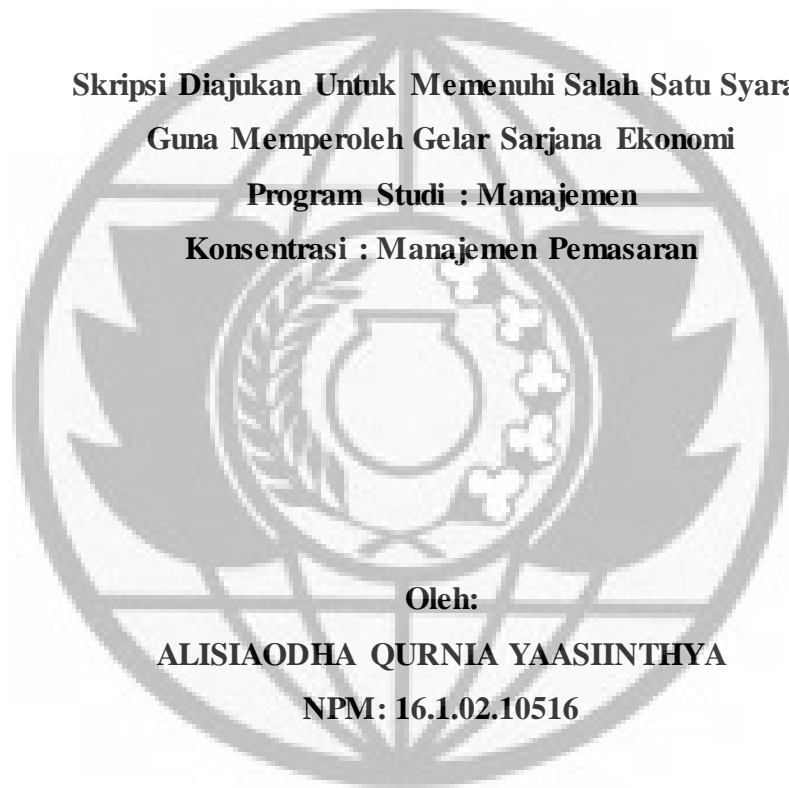 Skripsi Diajukan Untuk Memenuhi Salah Satu Syara
Guna Memperoleh Gelar Sarjana Ekonomi
Program Studi : Manajemen
Konsentrasi : Manajemen Pemasaran
Oleh:
ALISIAODHA QURNIA YAASIINTHYA
NPM: 16.1.02.10516